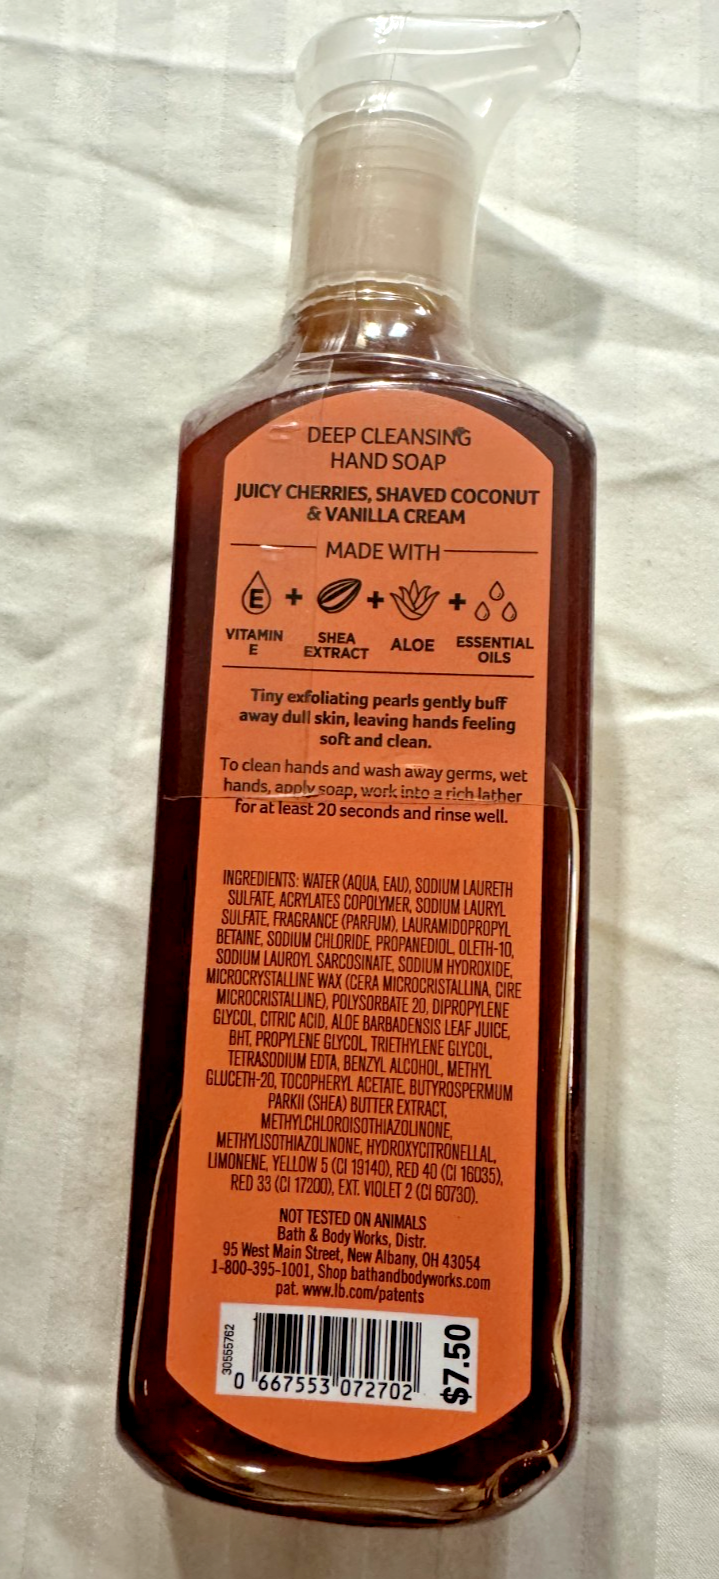 DEEP CLEANSING
HAND SOAP
JUICY CHERRIES, SHAVED COCONUT
& VANILLA CREAM
MADE WITH
E + + +
VITAMIN E SHEA EXTRACT ALOE ESSENTIAL OILS
Tiny exfoliating pearls gently buff
away dull skin, leaving hands feeling
soft and clean.
To clean hands and wash away germs, wet
hands, apply soap, work into a rich lather
for at least 20 seconds and rinse well.
INGREDIENTS: WATER (AQUA, EAU), SODIUM LAURETH
SULFATE, ACRYLATES COPOLYMER, SODIUM LAURYL
SULFATE, FRAGRANCE (PARFUM), LAURAMIDOPROPYL
BETAINE, SODIUM CHLORIDE, PROPANEDIOL, OLETH-10,
SODIUM LAUROYL SARCOSINATE, SODIUM HYDROXIDE,
MICROCRYSTALLINE WAX (CERA MICROCRISTALLINA, CIRE
MICROCRISTALLINE), POLYSORBATE 20, DIPROPYLENE
GLYCOL, CITRIC ACID, ALOE BARBADENSIS LEAF JUICE,
BHT, PROPYLENE GLYCOL, TRIETHYLENE GLYCOL,
TETRASODIUM EDTA, BENZYL ALCOHOL, METHYL
GLUCETH-20, TOCOPHERYL ACETATE, BUTYROSPERMUM
PARKII (SHEA) BUTTER EXTRACT,
METHYLCHLOROISOTHIAZOLINONE,
METHYLISOTHIAZOLINONE, HYDROXYCITRONELLAL,
LIMONENE, YELLOW 5 (CI 19140), RED 40 (CI 16035),
RED 33 (CI 17200), EXT. VIOLET 2 (CI 60730).
NOT TESTED ON ANIMALS
Bath & Body Works, Distr.
95 West Main Street, New Albany, OH 43054
1-800-395-1001, Shop bathandbodyworks.com
pat. www.lb.com/patents
30555762
0 667553 072702
$7.50